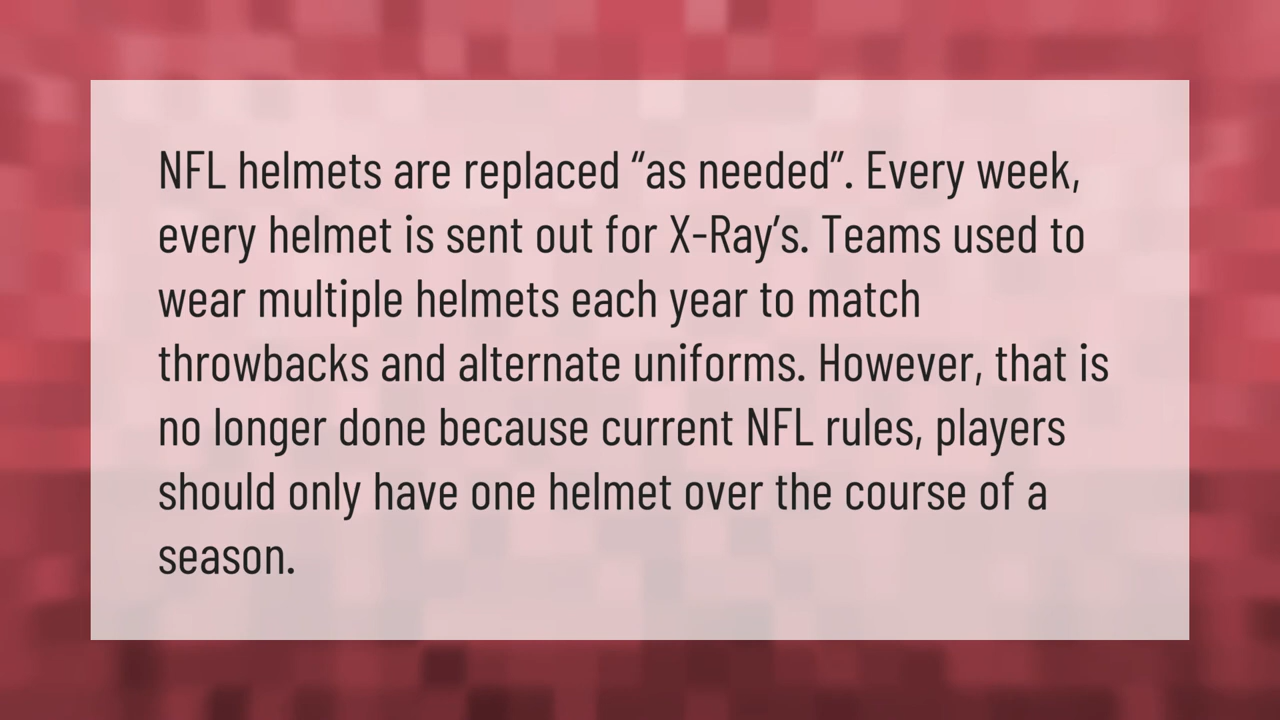 NFL helmets are replaced “as needed”. Every week,
every helmet is sent out for X-Ray’s. Teams used to
wear multiple helmets each year to match
throwbacks and alternate uniforms. However, that is
no longer done because current NFL rules, players
should only have one helmet over the course of a
season.